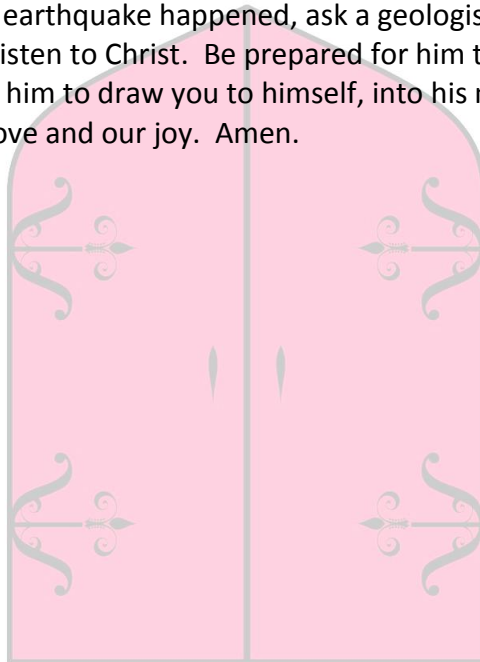 earthquake happened, ask a geologis
isten to Christ.  Be prepared for him t
him to draw you to himself, into his
ove and our joy.  Amen.